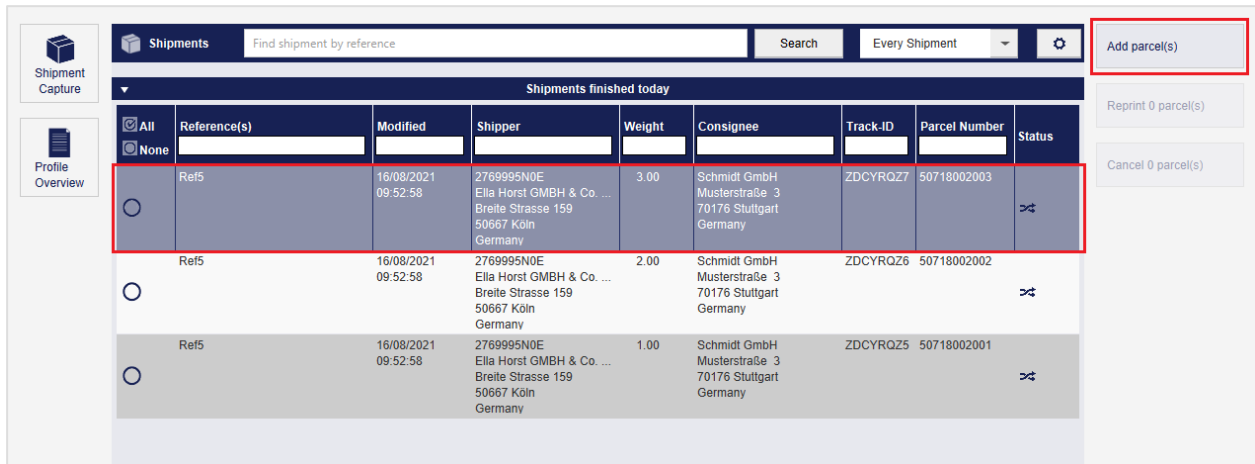 Shipment
Capture
Profile
Overview
Shipments Find shipment by reference Search Every Shipment
Shipments finished today
All Reference(s) Modified Shipper Weight Consignee Track-ID Parcel Number Status
None
Ref5 16/08/2021 2769995N0E 3.00 Schmidt GmbH ZDCYRQZ7 50718002003
09:52:58 Ella Horst GMBH & Co. ... Musterstraße 3
Breite Strasse 159 70176 Stuttgart
50667 Köln Germany
Germany
Ref5 16/08/2021 2769995N0E 2.00 Schmidt GmbH ZDCYRQZ6 50718002002
09:52:58 Ella Horst GMBH & Co. ... Musterstraße 3
Breite Strasse 159 70176 Stuttgart
50667 Köln Germany
Germany
Ref5 16/08/2021 2769995N0E 1.00 Schmidt GmbH ZDCYRQZ5 50718002001
09:52:58 Ella Horst GMBH & Co. ... Musterstraße 3
Breite Strasse 159 70176 Stuttgart
50667 Köln Germany
Germany
Add parcel(s)
Reprint 0 parcel(s)
Cancel 0 parcel(s)